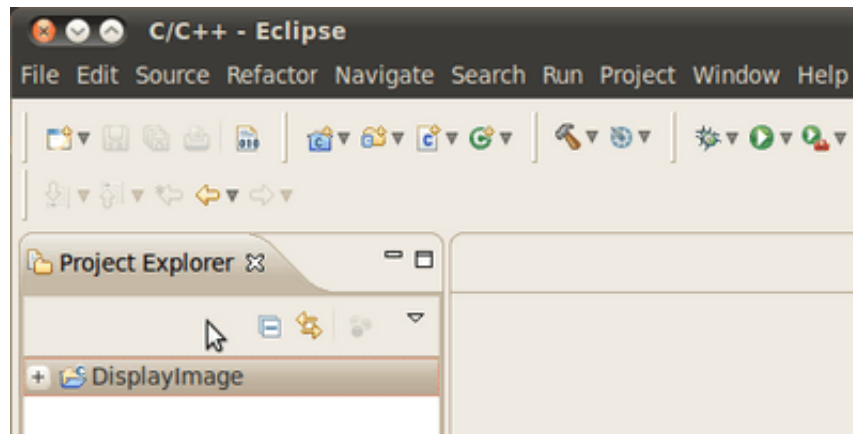 C/C++ - Eclipse
File Edit Source Refactor Navigate Search Run Project Window Help
Project Explorer
DisplayImage